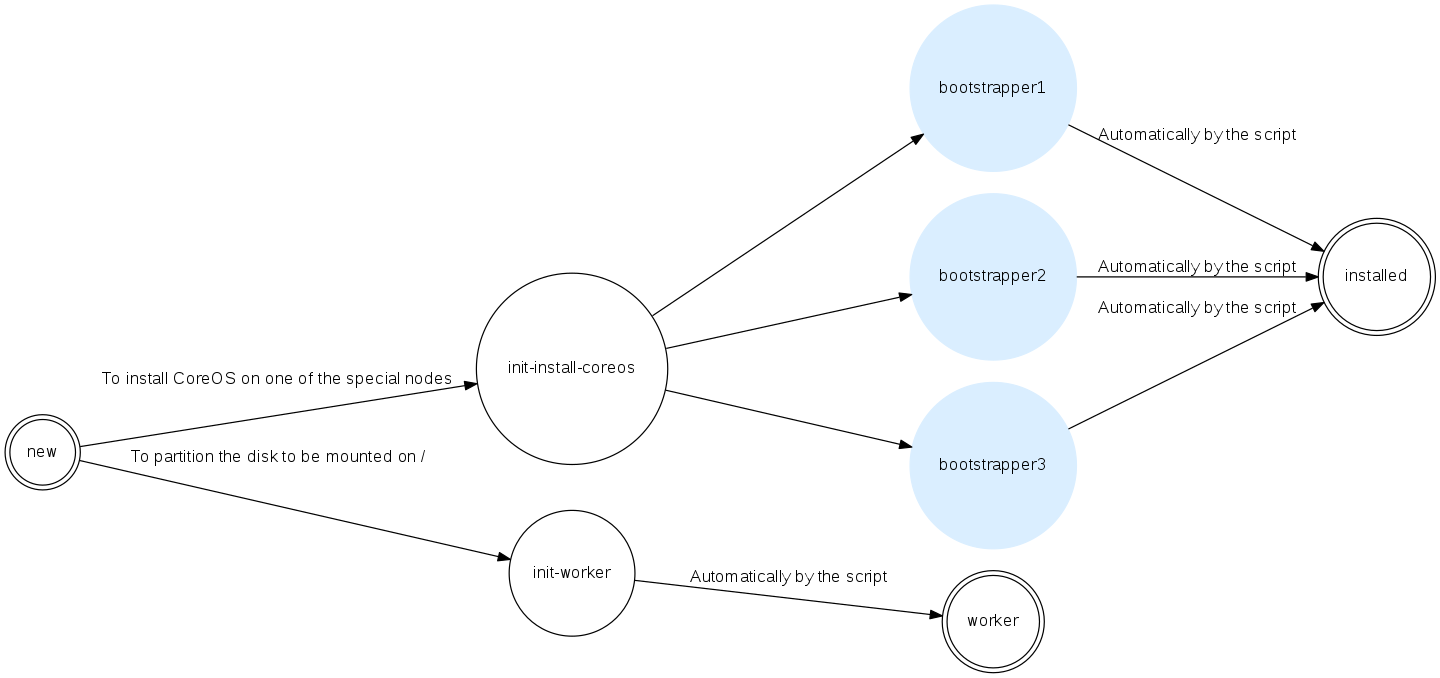 bootstrapper1
Automatically by the script
bootstrapper2
Automatically by the script
installed
Automatically by the script
init-install-coreos
To install CoreOS on one of the special nodes
new
To partition the disk to be mounted on /
bootstrapper3
init-worker
Automatically by the script
worker